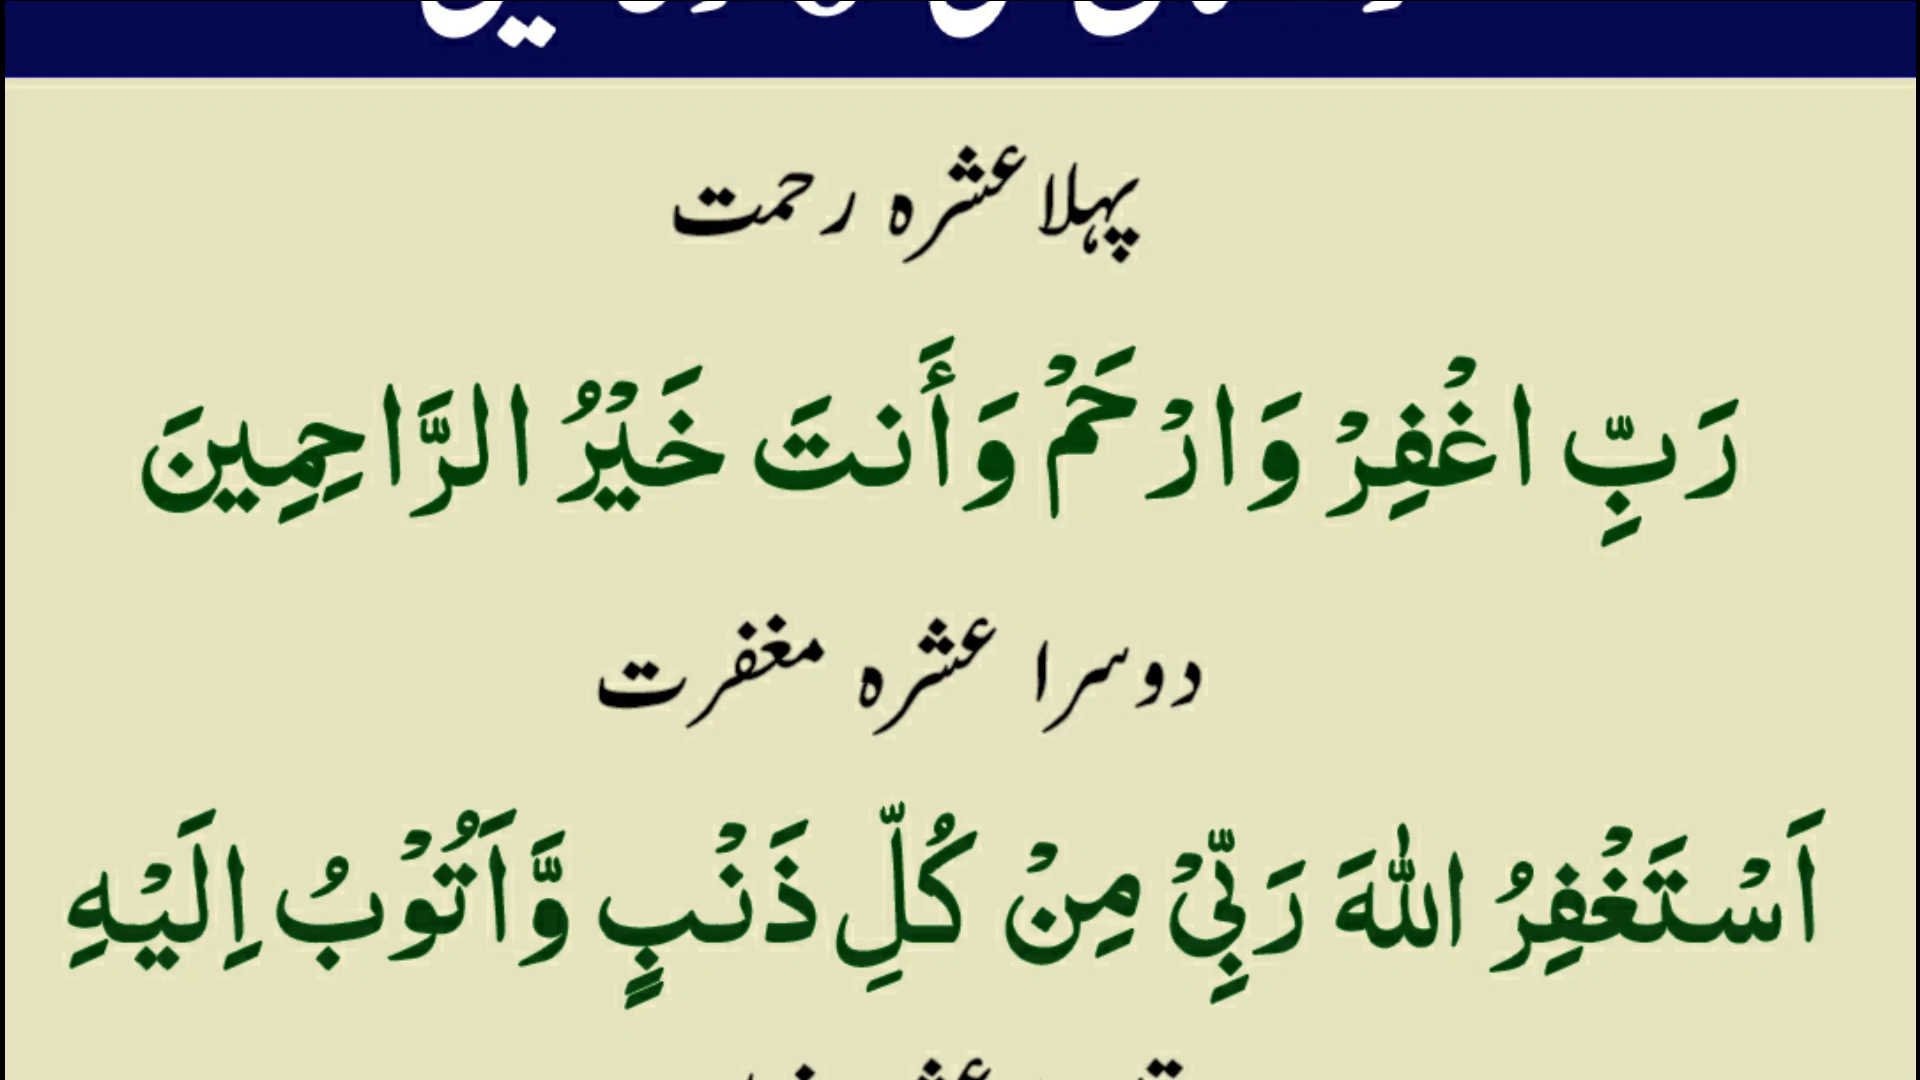 پہلا عشرہ رحمت
رَبِّ اغْفِرْ وَارْحَمْ وَأَنتَ خَيْرُ الرَّاحِمِينَ
دوسرا عشرہ مغفرت
اَسْتَغْفِرُ اللهَ رَبِّيْ مِنْ كُلِّ ذَنْبٍ وَّاَتُوْبُ اِلَيْهِ